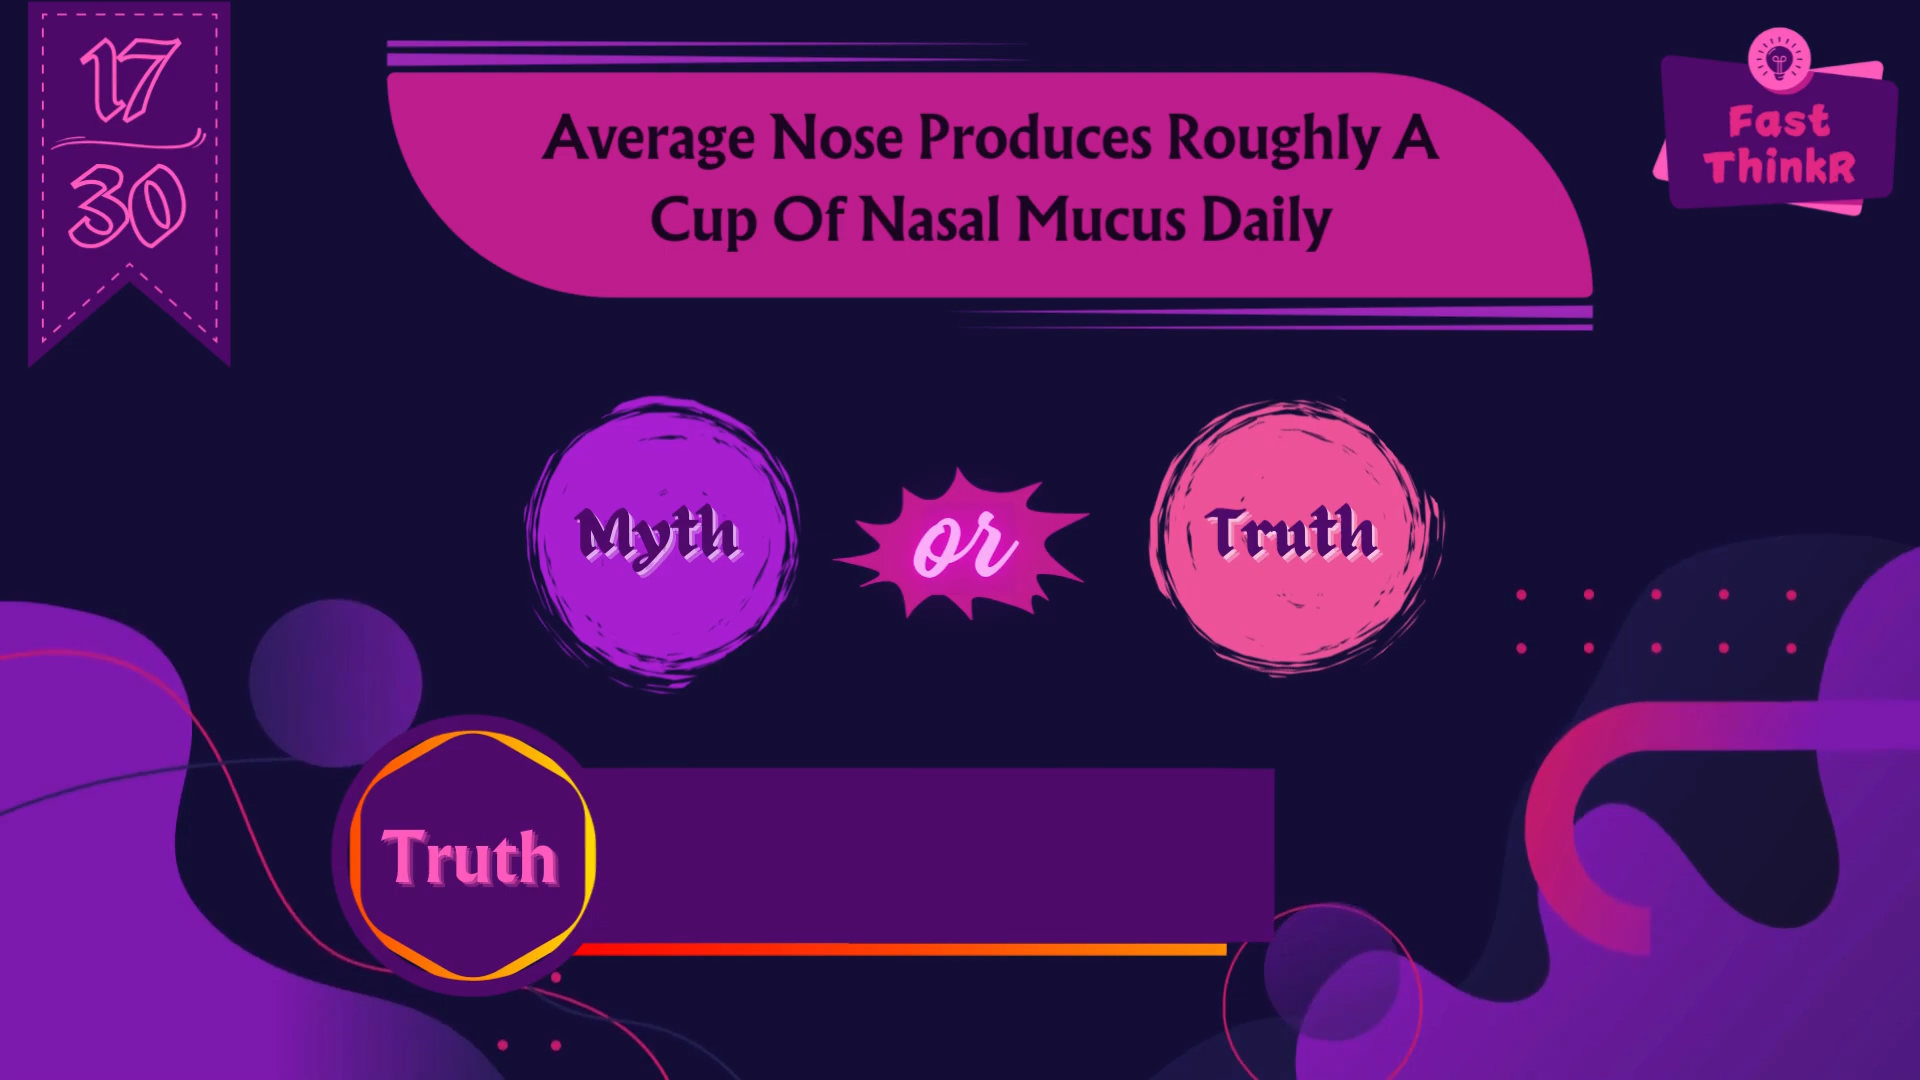 17
30
Average Nose Produces Roughly A
Cup Of Nasal Mucus Daily
Fast
ThinkR
Myth
or
Truth
Truth